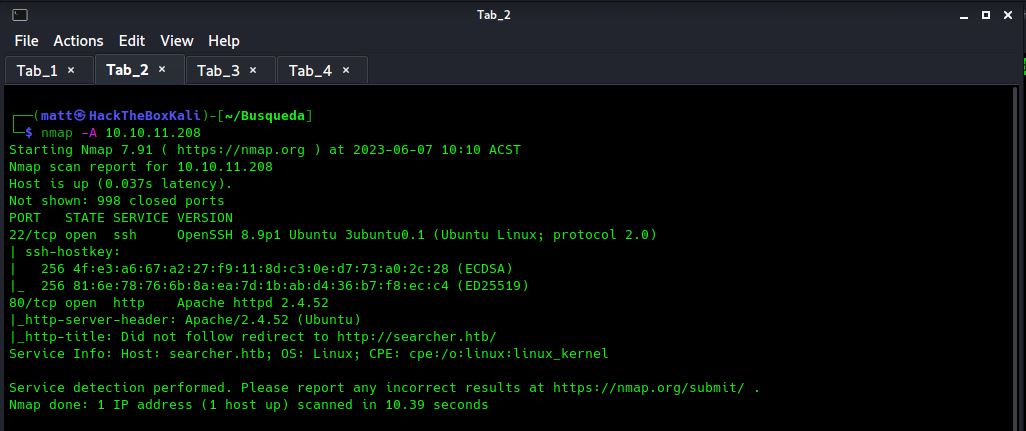 Tab_2
File Actions Edit View Help
Tab_1 × Tab_2 × Tab_3 × Tab_4 ×
┌──(matt㉿HackTheBoxKali)-[~/Busqueda]
└─$ nmap -A 10.10.11.208
Starting Nmap 7.91 ( https://nmap.org ) at 2023-06-07 10:10 ACST
Nmap scan report for 10.10.11.208
Host is up (0.037s latency).
Not shown: 998 closed ports
PORT   STATE SERVICE VERSION
22/tcp open  ssh     OpenSSH 8.9p1 Ubuntu 3ubuntu0.1 (Ubuntu Linux; protocol 2.0)
| ssh-hostkey:
|   256 4f:e3:a6:67:a2:27:f9:11:8d:c3:0e:d7:73:a0:2c:28 (ECDSA)
|_  256 81:6e:78:76:6b:8a:ea:7d:1b:ab:d4:36:b7:f8:ec:c4 (ED25519)
80/tcp open  http    Apache httpd 2.4.52
|_http-server-header: Apache/2.4.52 (Ubuntu)
|_http-title: Did not follow redirect to http://searcher.htb/
Service Info: Host: searcher.htb; OS: Linux; CPE: cpe:/o:linux:linux_kernel
Service detection performed. Please report any incorrect results at https://nmap.org/submit/ .
Nmap done: 1 IP address (1 host up) scanned in 10.39 seconds